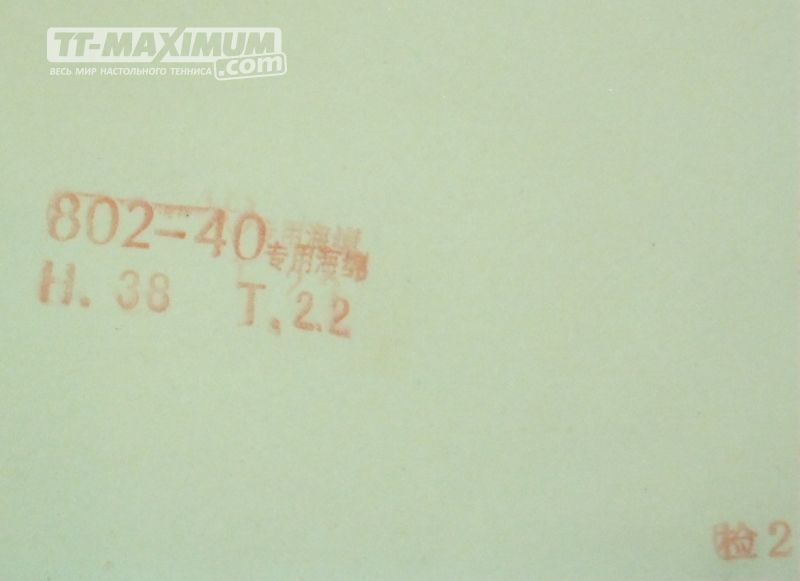 TT-MAXIMUM
.com
ВЕСЬ МИР НАСТОЛЬНОГО ТЕННИСА
802-40 专用海绵
H. 38 T. 2.2
检2